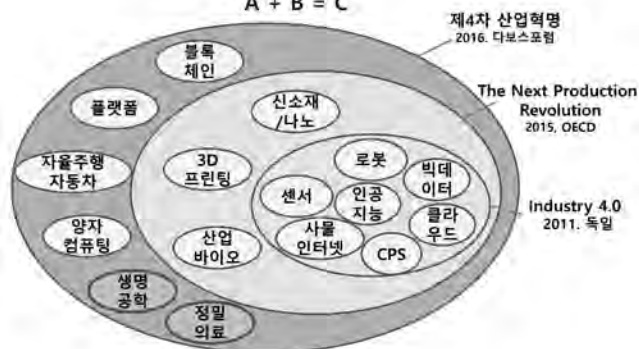 A + B = C
제4차 산업혁명
2016. 다보스포럼
블록
체인
The Next Production
Revolution
2015, OECD
플랫폼
신소재
/나노
자율주행
자동차
3D
프린팅
로봇
빅데
이터
센서
인공
지능
Industry 4.0
2011. 독일
클라
우드
양자
컴퓨팅
산업
바이오
사물
인터넷
CPS
생명
공학
정밀
의료